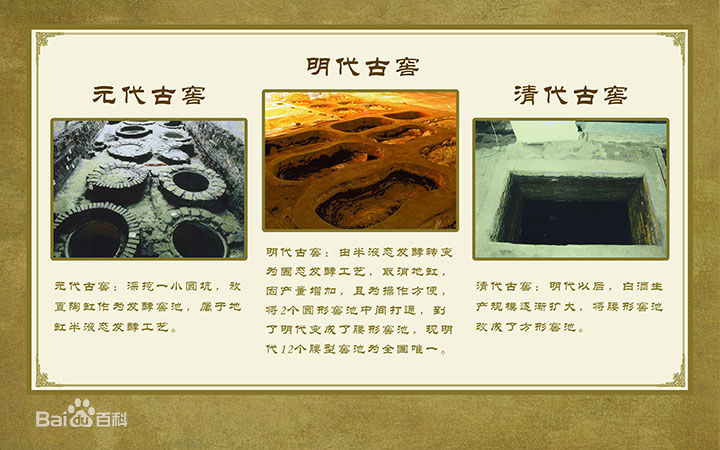 元代古窖
元代古窖：深挖一小圆坑，放
置陶缸作为发酵窖池，属于地
缸半液态发酵工艺。
明代古窖
明代古窖：由半液态发酵转变
为固态发酵工艺，取消地缸，
因产量增加，且为操作方便，
将2个圆形窖池中间打通，到
了明代变成了腰形窖池，现明
代12个腰型窖池为全国唯一。
清代古窖
清代古窖：明代以后，白酒生
产规模逐渐扩大，将腰形窖池
改成了方形窖池。
Bai百科